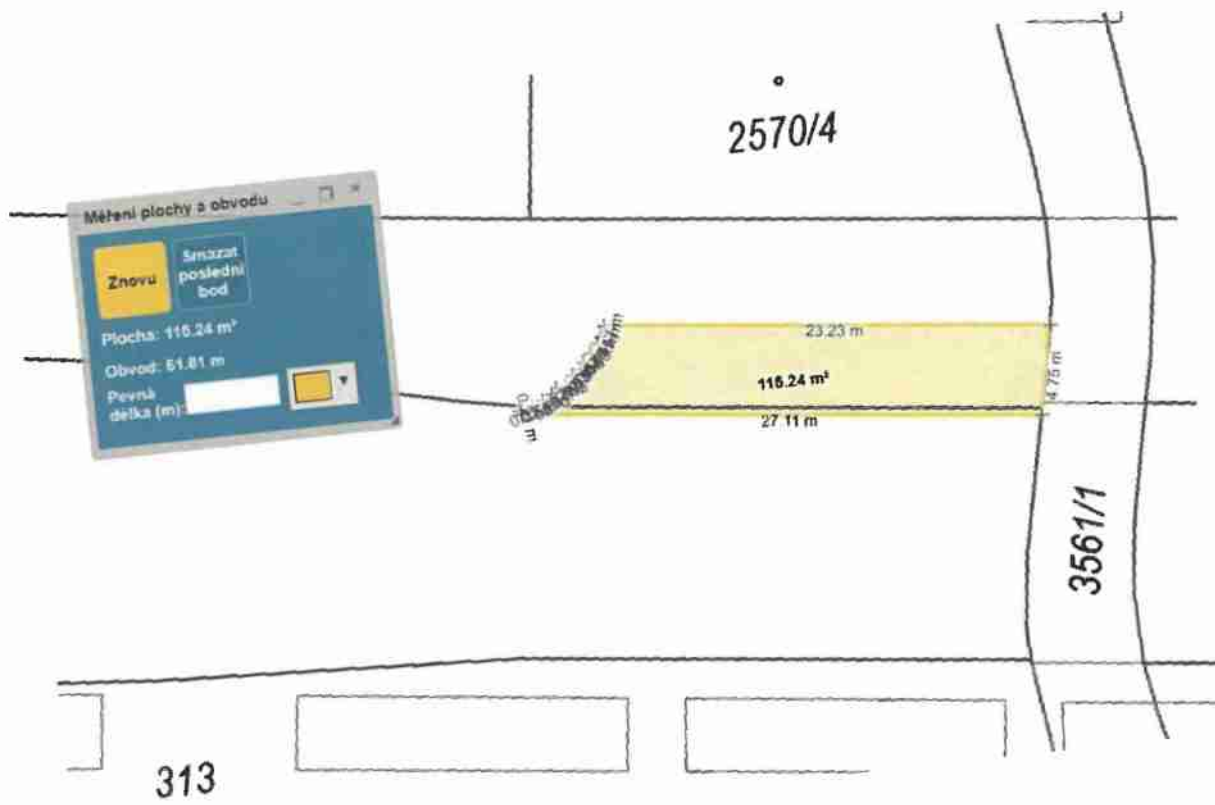 2570/4
Měření plochy a obvodu
Znovu
Smazat
poslední
bod
Plocha: 115.24 m²
Obvod: 61.81 m
Pevná
délka (m):
23.23 m
4.75 m
115.24 m²
27.11 m
m
3561/1
313